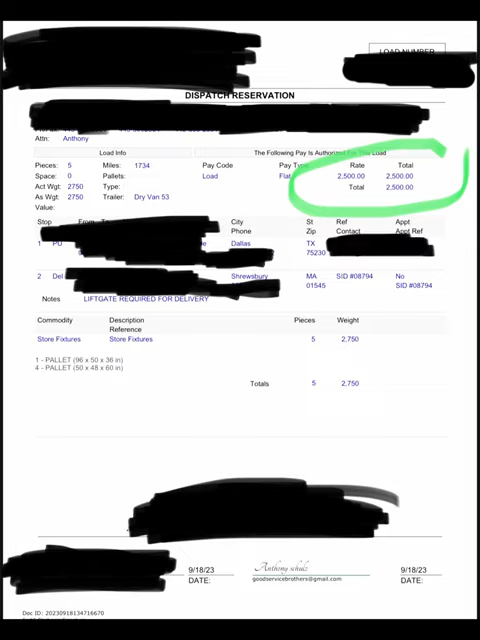 LOAD NUMBER
DISPATCH RESERVATION
Attn: Anthony
Load Info The Following Pay Is Authorized For This Load
Pieces: 5 Miles: 1734 Pay Code Pay Type Rate Total
Space: 0 Pallets: Load Flat 2,500.00 2,500.00
Act Wgt: 2750 Type: Total 2,500.00
As Wgt: 2750 Trailer: Dry Van 53
Value:
Stop From City St Ref Appt
Phone Zip Contact Appt Ref
1 PU Dallas TX
75230
2 Del Shrewsbury MA SID #08794 No
01545 SID #08794
Notes LIFTGATE REQUIRED FOR DELIVERY
Commodity Description Pieces Weight
Reference
Store Fixtures Store Fixtures 5 2,750
1 - PALLET (96 x 50 x 36 in)
4 - PALLET (50 x 48 x 60 in)
Totals 5 2,750
9/18/23 Anthony schulz 9/18/23
DATE: goodservicebrothers@gmail.com DATE:
Doc ID: 20230918134716670